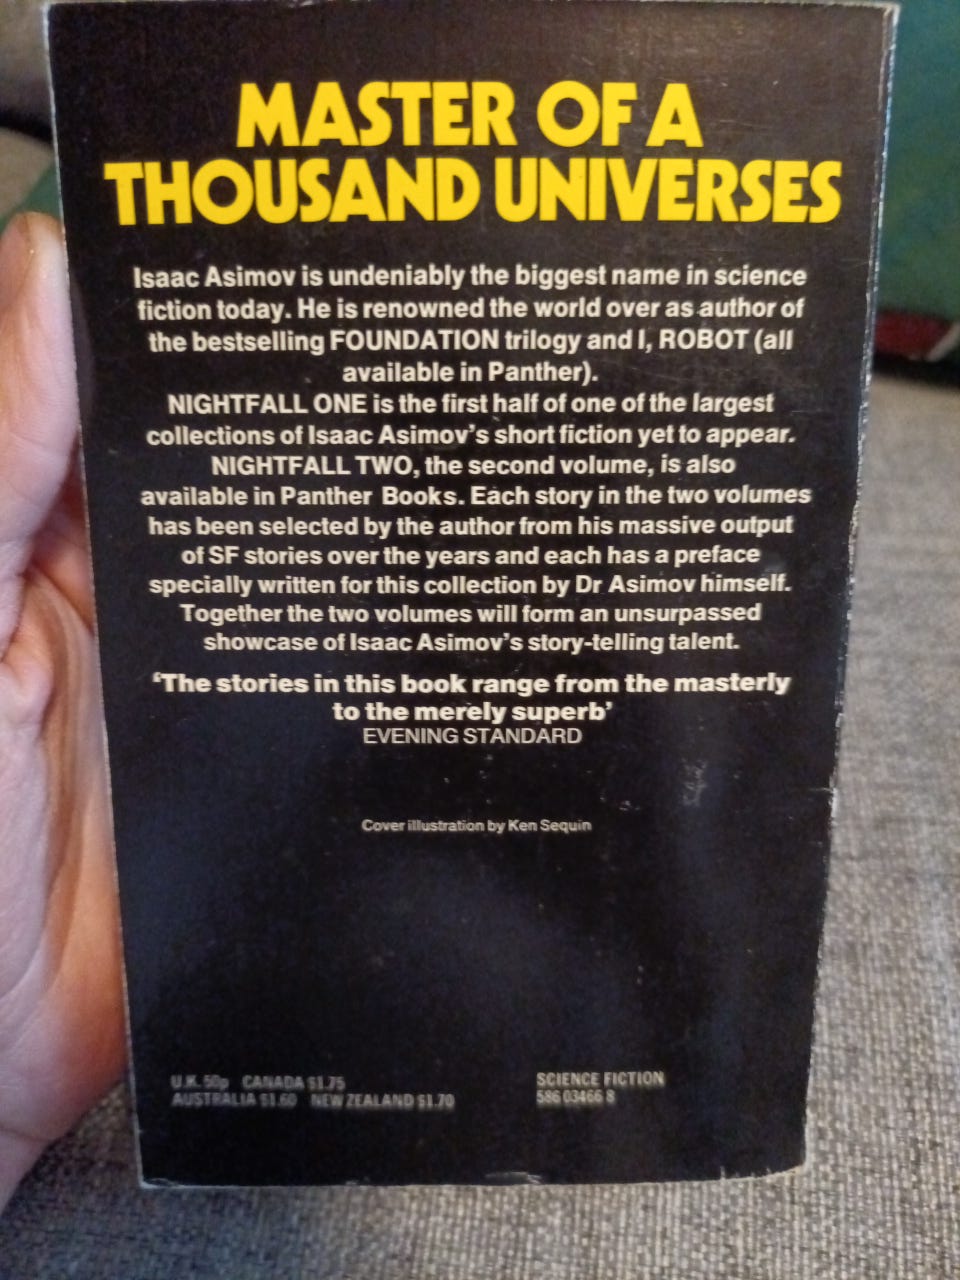 MASTER OF A
THOUSAND UNIVERSES
Isaac Asimov is undeniably the biggest name in science
fiction today. He is renowned the world over as author of
the bestselling FOUNDATION trilogy and I, ROBOT (all
available in Panther).
NIGHTFALL ONE is the first half of one of the largest
collections of Isaac Asimov's short fiction yet to appear.
NIGHTFALL TWO, the second volume, is also
available in Panther Books. Each story in the two volumes
has been selected by the author from his massive output
of SF stories over the years and each has a preface
specially written for this collection by Dr Asimov himself.
Together the two volumes will form an unsurpassed
showcase of Isaac Asimov's story-telling talent.
‘The stories in this book range from the masterly
to the merely superb’
EVENING STANDARD
Cover illustration by Ken Sequin
U.K. 50p CANADA $1.75
AUSTRALIA $1.60 NEW ZEALAND $1.70
SCIENCE FICTION
586 03466 8